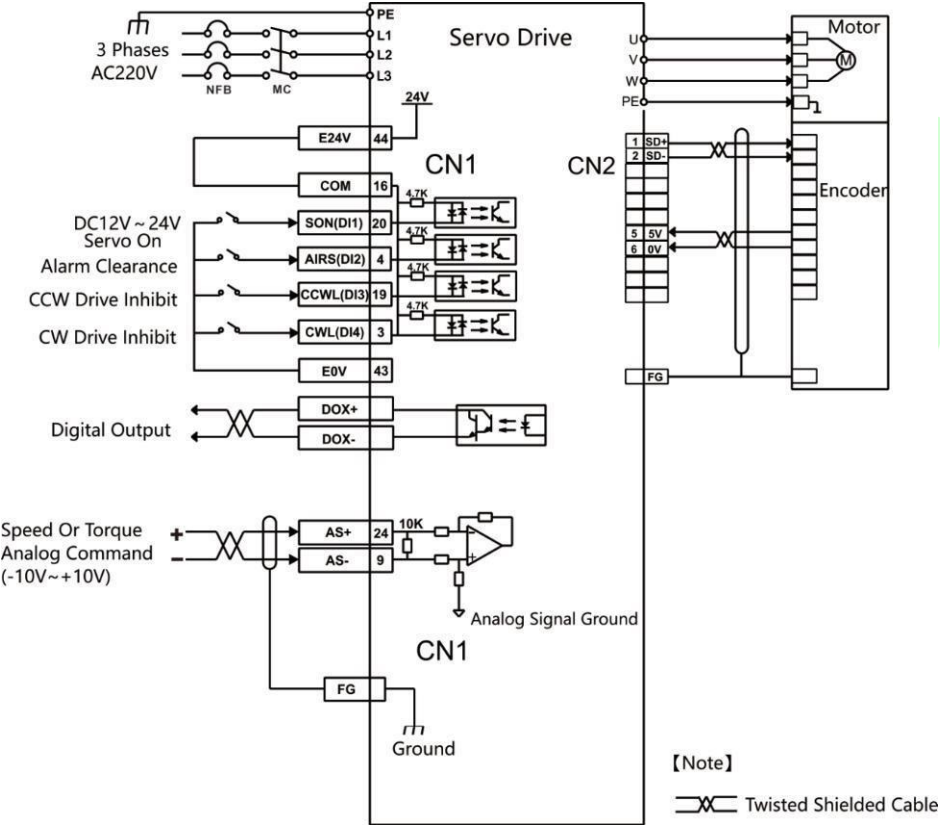 PE
Servo Drive
Motor
3 Phases
AC220V
L1
L2
L3
NFB
MC
U
V
W
PE
M
24V
E24V 44
CN1
COM 16
4.7K
DC12V～24V
Servo On
SON(DI1) 20
4.7K
Alarm Clearance
AIRS(DI2) 4
4.7K
CCW Drive Inhibit
CCWL(DI3) 19
4.7K
CW Drive Inhibit
CWL(DI4) 3
E0V 43
CN2
1 SD+
2 SD-
5 5V
6 0V
FG
Encoder
Digital Output
DOX+
DOX-
Speed Or Torque
Analog Command
(-10V~+10V)
+
-
AS+ 24
AS- 9
10K
-
+
Analog Signal Ground
CN1
FG
Ground
【Note】
Twisted Shielded Cable